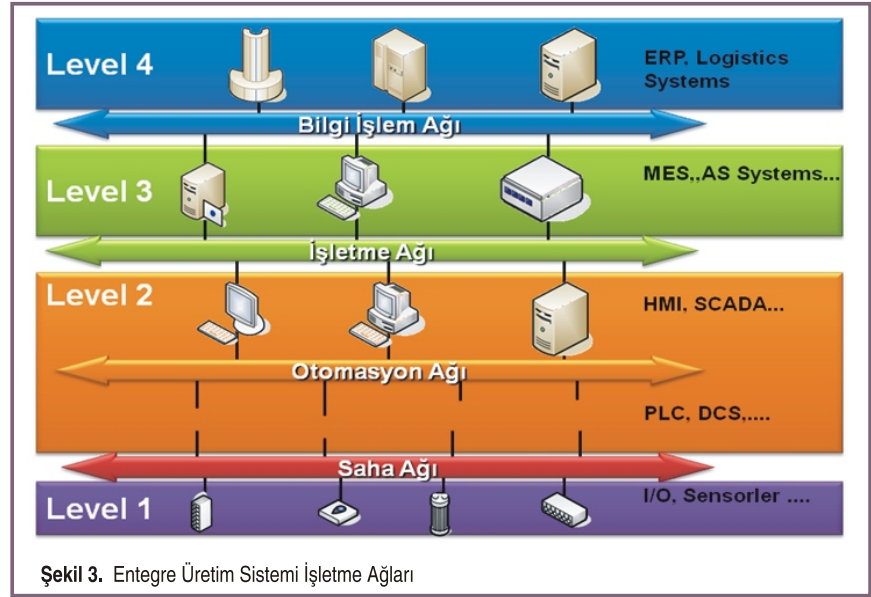 Level 4
ERP, Logistics
Systems
Bilgi İşlem Ağı
Level 3
MES,,AS Systems...
İşletme Ağı
Level 2
HMI, SCADA...
Otomasyon Ağı
PLC, DCS,....
Saha Ağı
Level 1
I/O, Sensorler ....
Şekil 3. Entegre Üretim Sistemi İşletme Ağları